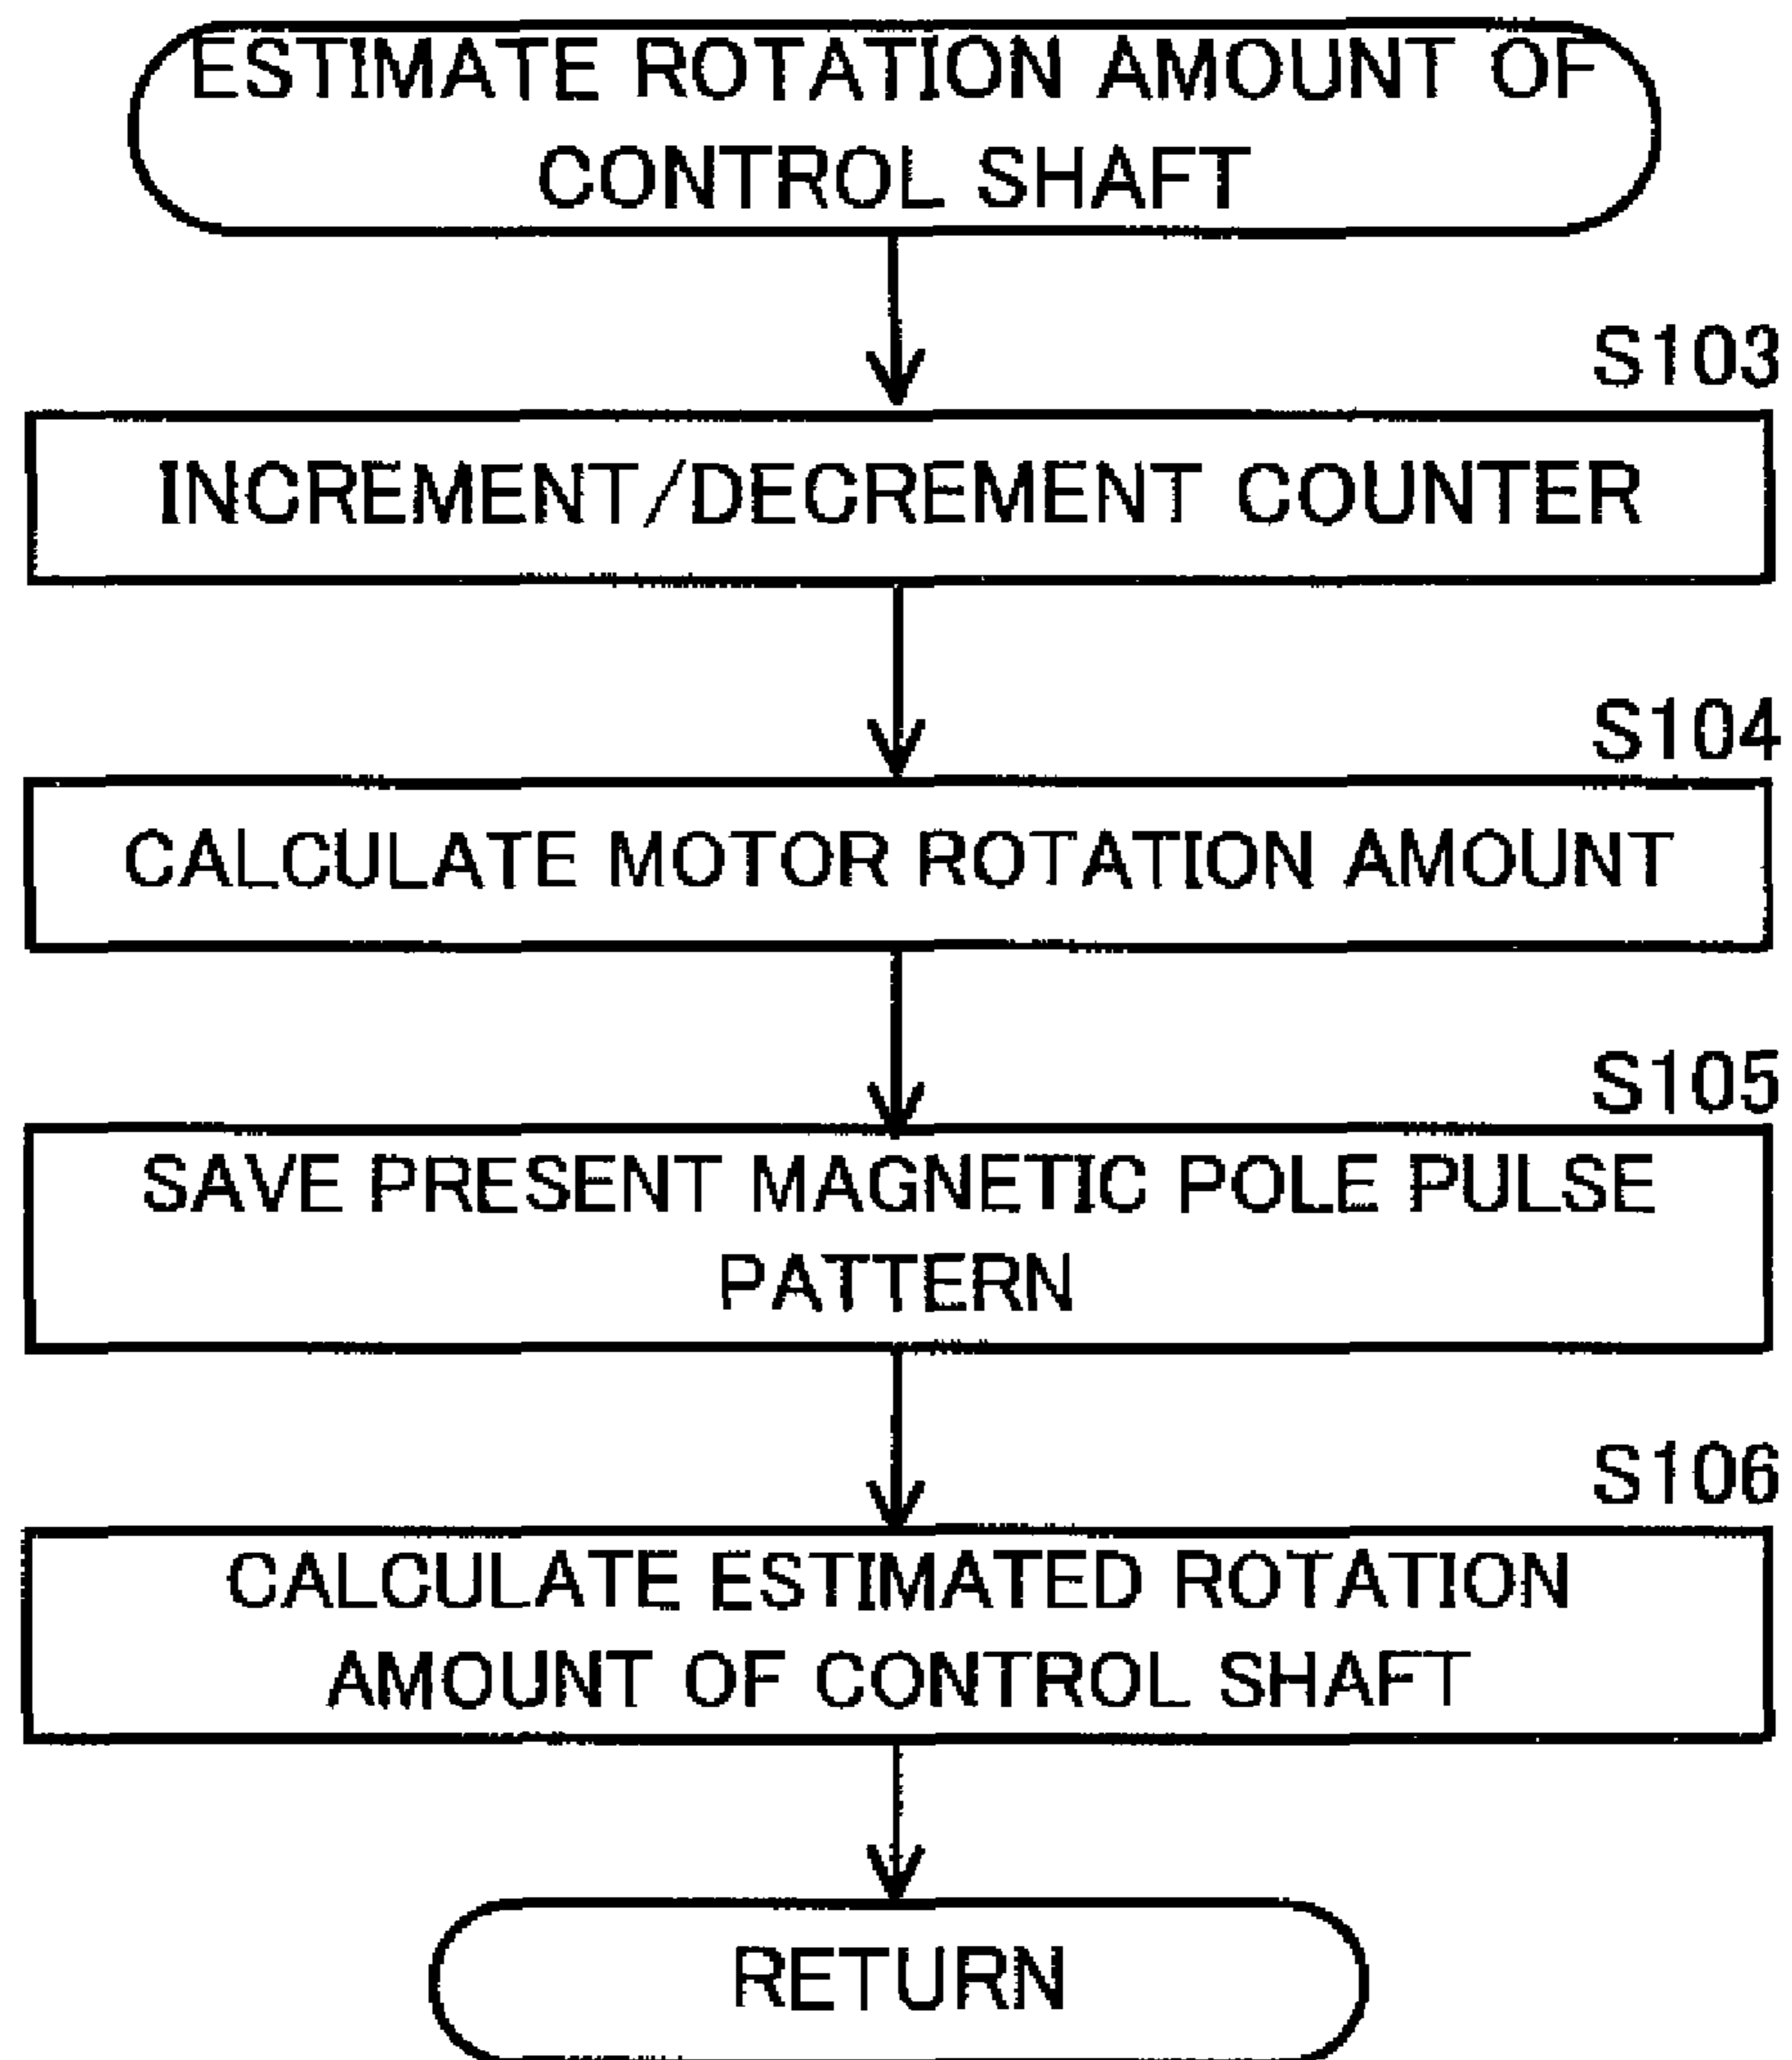 ESTIMATE ROTATION AMOUNT OF
CONTROL SHAFT
S103
INCREMENT/DECREMENT COUNTER
S104
CALCULATE MOTOR ROTATION AMOUNT
S105
SAVE PRESENT MAGNETIC POLE PULSE
PATTERN
S106
CALCULATE ESTIMATED ROTATION
AMOUNT OF CONTROL SHAFT
RETURN